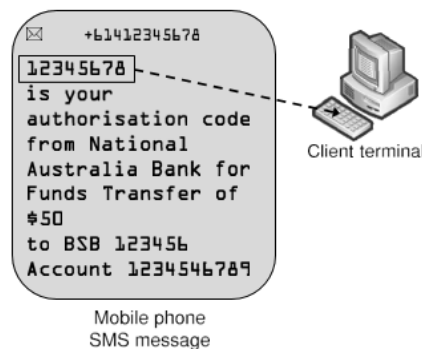 +61412345678
12345678
is your
authorisation code
from National
Australia Bank for
Funds Transfer of
$50
to BSB 123456
Account 1234546789
Client terminal
Mobile phone
SMS message